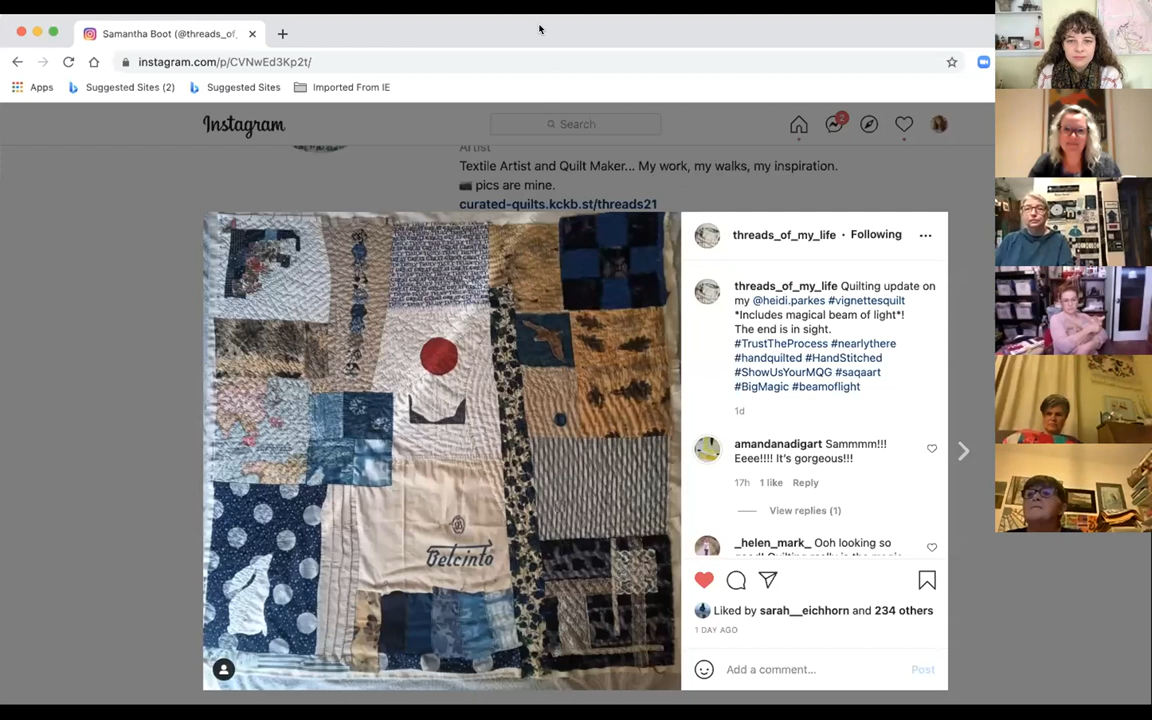 Samantha Boot (@threads_of_
instagram.com/p/CVNwEd3Kp2t/
Apps
Suggested Sites (2)
Suggested Sites
Imported From IE
Instagram
Search
2
Artist
Textile Artist and Quilt Maker... My work, my walks, my inspiration.
pics are mine.
curated-quilts.kckb.st/threads21
threads_of_my_life • Following
threads_of_my_life Quilting update on
my @heidi.parkes #vignettesquilt
*Includes magical beam of light*!
The end is in sight.
#TrustTheProcess #nearlythere
#handquilted #HandStitched
#ShowUsYourMQG #saqaart
#BigMagic #beamoflight
1d
amandanadigart Sammmm!!!
Eeee!!!! It's gorgeous!!!
17h 1 like Reply
View replies (1)
_helen_mark_ Ooh looking so
Liked by sarah__eichhorn and 234 others
1 DAY AGO
Add a comment...
Post
Belcinto